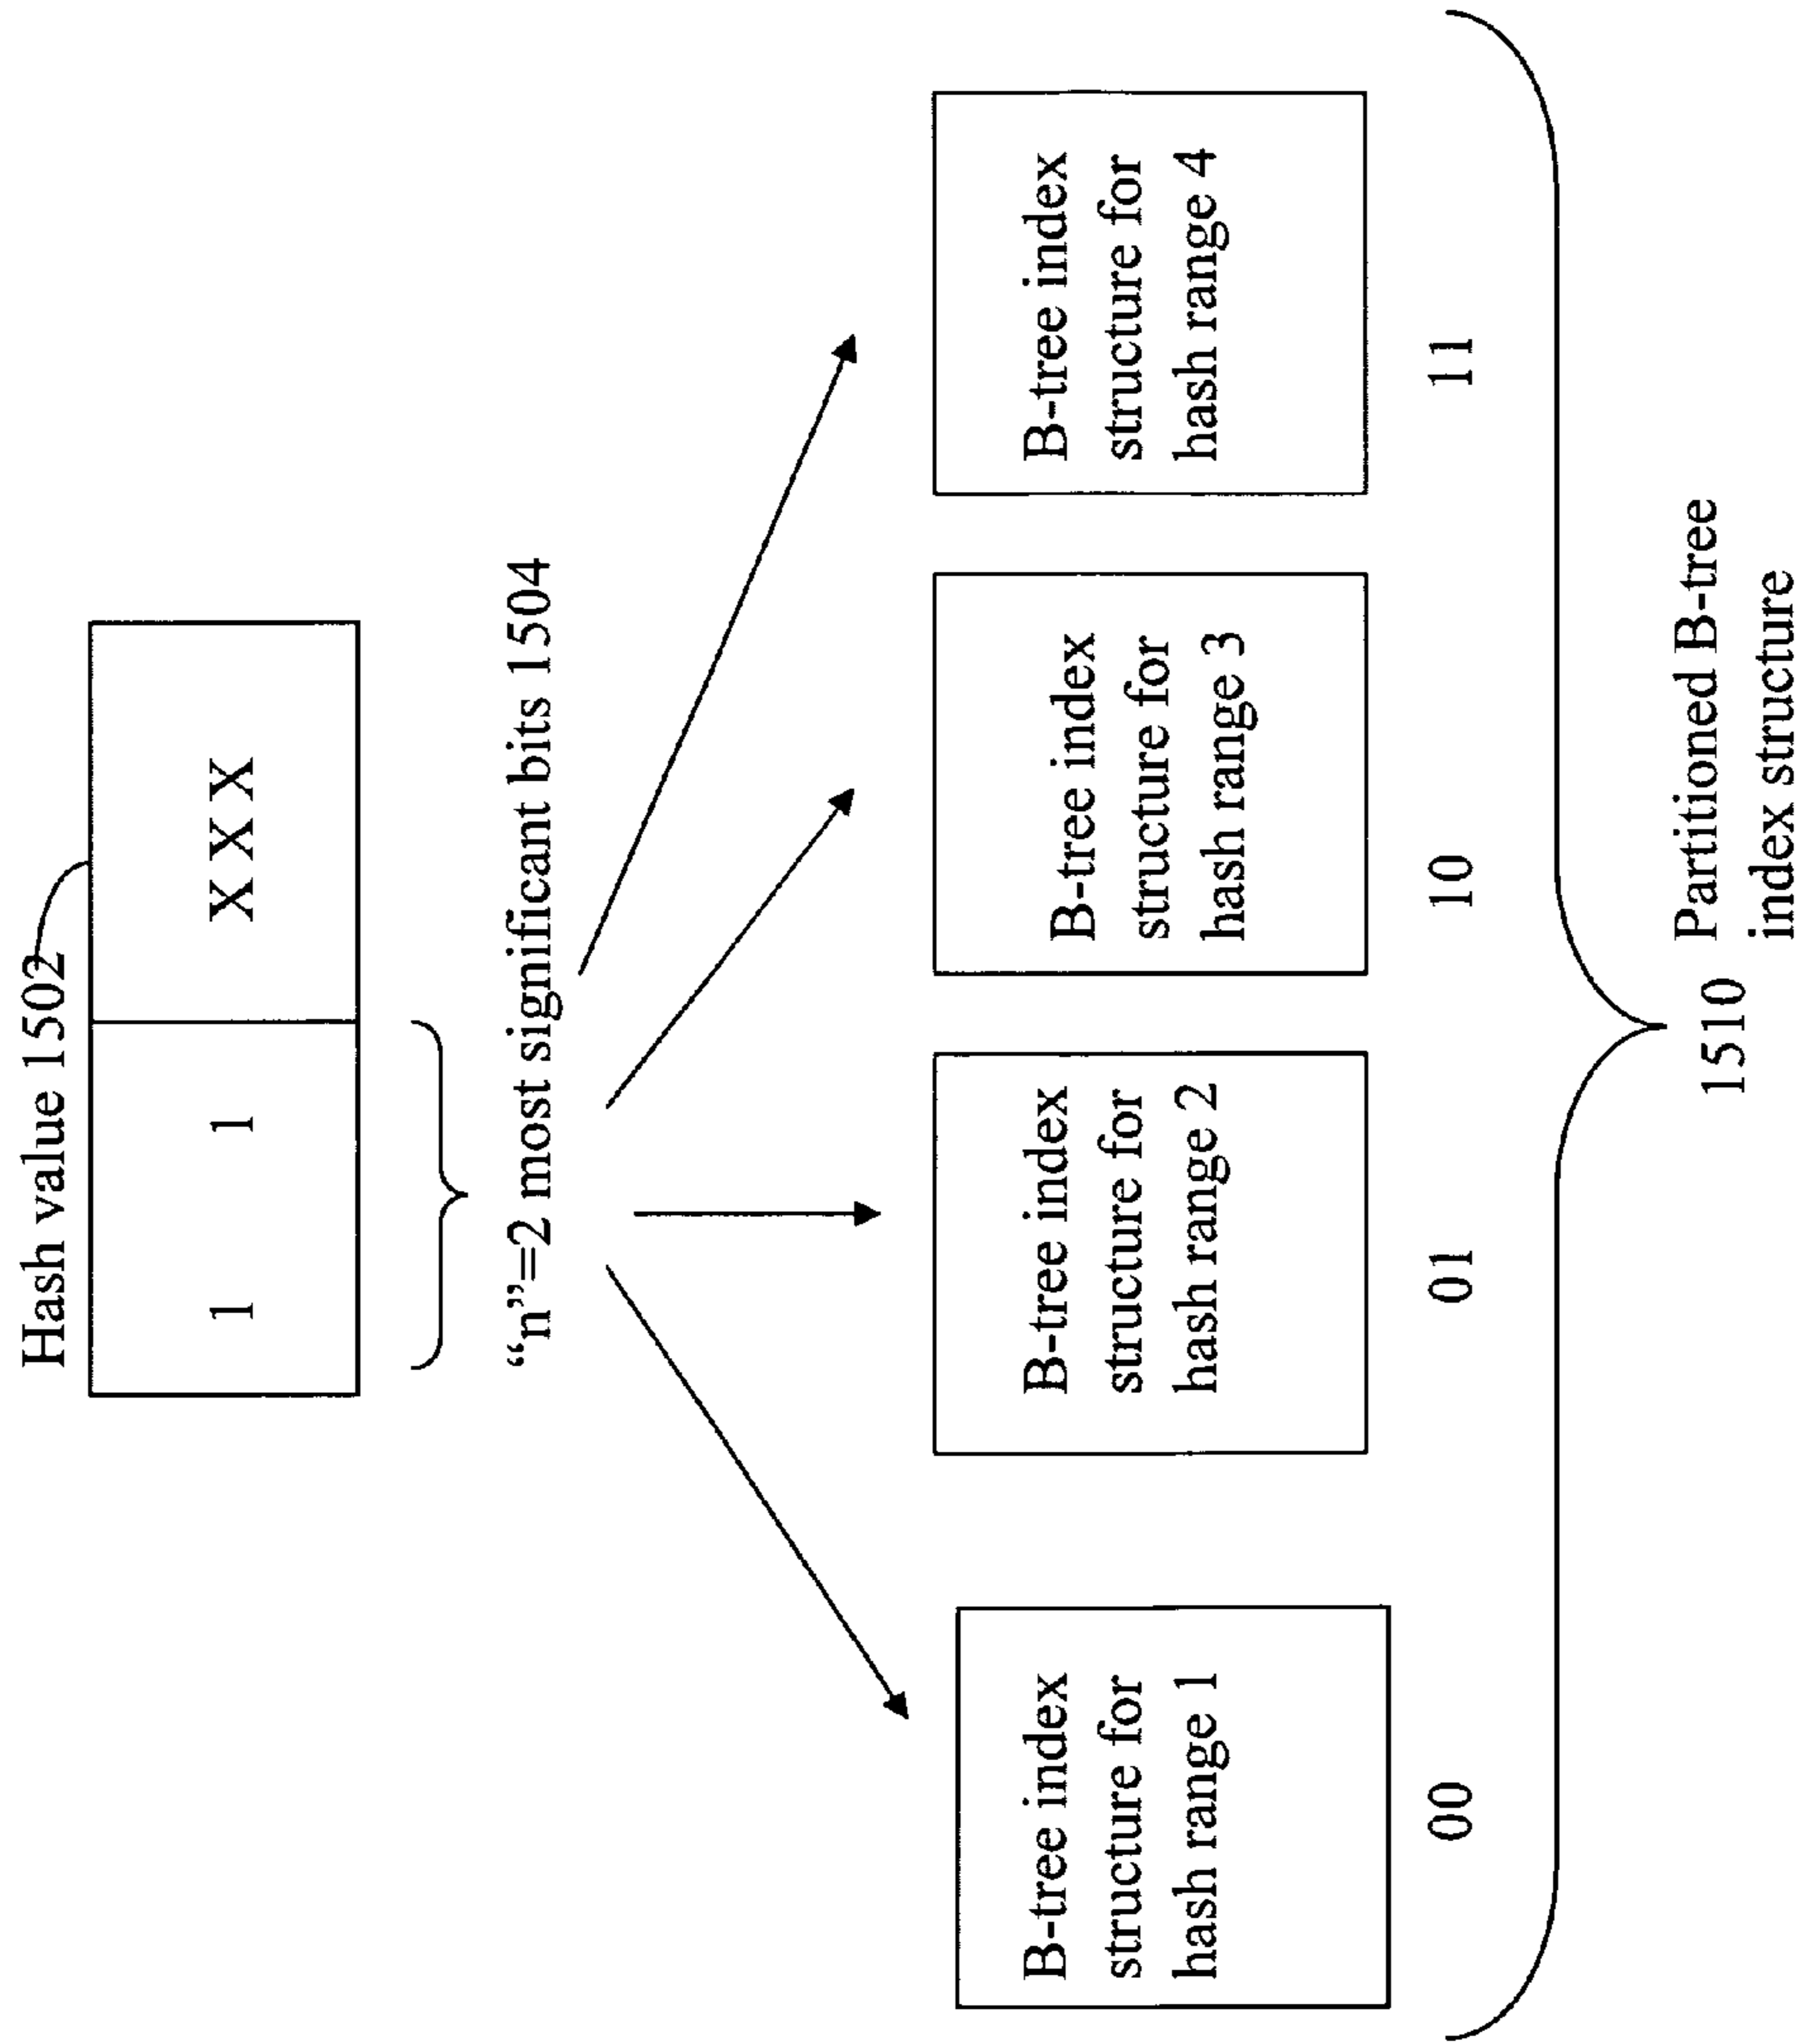 Hash value 1502
1 1 X X X
“n”=2 most significant bits 1504
B-tree index
structure for
hash range 1
B-tree index
structure for
hash range 2
B-tree index
structure for
hash range 3
B-tree index
structure for
hash range 4
00
01
10
11
1510 Partitioned B-tree
index structure